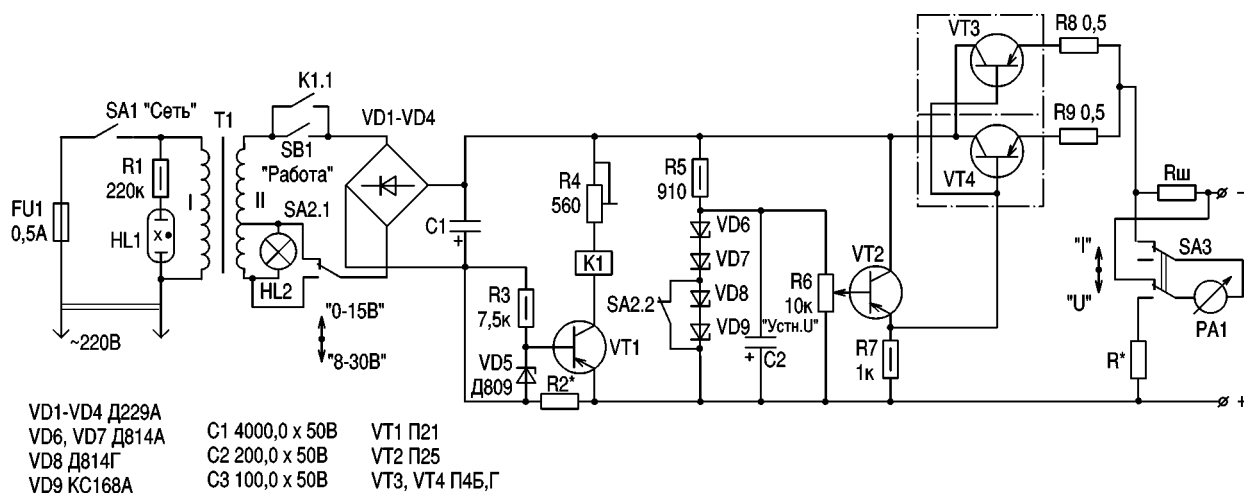 SA1 "Сеть"
T1
K1.1
SB1
"Работа"
VD1-VD4
R1
220к
FU1
0,5А
HL1
I
II
SA2.1
HL2
~220В
"0-15В"
"8-30В"
C1
+
R3
7,5к
VD5
Д809
R2*
R4
560
K1
VT1
R5
910
VD6
VD7
VD8
VD9
SA2.2
R6
10к
"Устн.U"
C2
+
VT2
R7
1к
VT3
VT4
R8 0,5
R9 0,5
Rш
−
SA3
"I"
"U"
PA1
R*
+
VD1-VD4 Д229А
VD6, VD7 Д814А
VD8 Д814Г
VD9 КС168А
C1 4000,0 x 50В
C2 200,0 x 50В
C3 100,0 x 50В
VT1 П21
VT2 П25
VT3, VT4 П4Б,Г